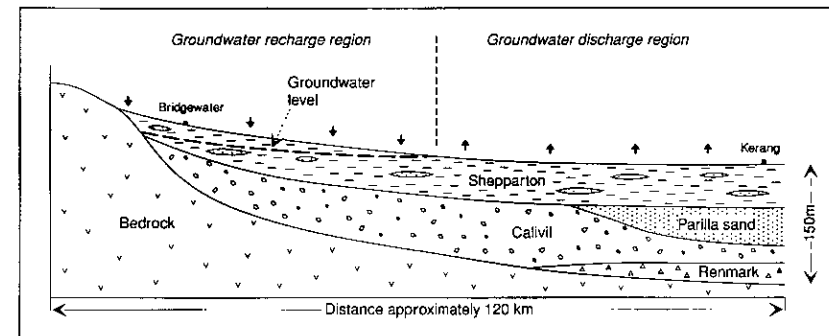 Groundwater recharge region
Groundwater discharge region
Groundwater
level
Bridgewater
Kerang
Shepparton
Bedrock
Calivil
Parilla sand
Renmark
~150m
Distance approximately 120 km